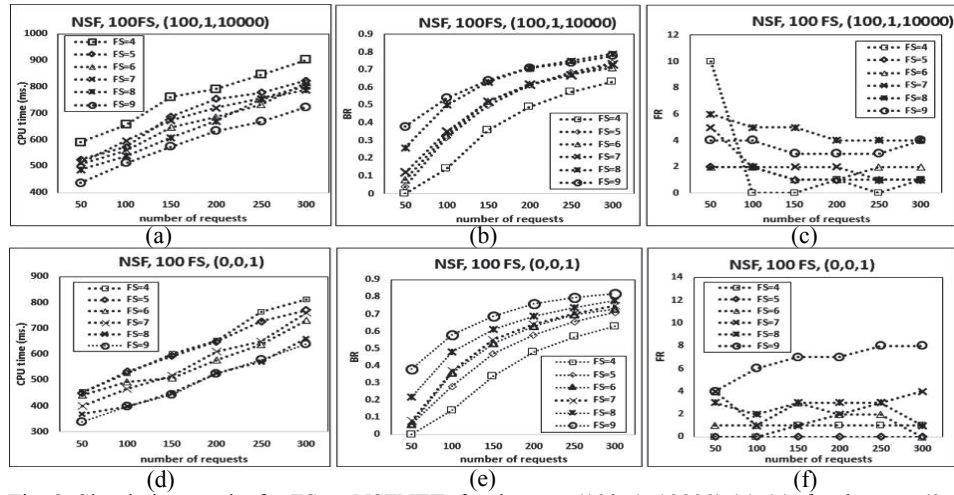 NSF, 100FS, (100,1,10000)
CPU time (ms.)
1000
900
800
700
600
500
400
FS=4
FS=5
FS=6
FS=7
FS=8
FS=9
50 100 150 200 250 300
number of requests
(a)
NSF, 100FS, (100,1,10000)
BR
0.9
0.8
0.7
0.6
0.5
0.4
0.3
0.2
0.1
0
FS=4
FS=5
FS=6
FS=7
FS=8
FS=9
50 100 150 200 250 300
number of requests
(b)
NSF, 100 FS, (100,1,10000)
FR
12
10
8
6
4
2
0
FS=4
FS=5
FS=6
FS=7
FS=8
FS=9
50 100 150 200 250 300
number of requests
(c)
NSF, 100 FS, (0,0,1)
CPU time (ms.)
900
800
700
600
500
400
300
FS=4
FS=5
FS=6
FS=7
FS=8
FS=9
50 100 150 200 250 300
number of requests
(d)
NSF, 100 FS, (0,0,1)
BR
0.9
0.8
0.7
0.6
0.5
0.4
0.3
0.2
0.1
0
FS=4
FS=5
FS=6
FS=7
FS=8
FS=9
50 100 150 200 250 300
number of requests
(e)
NSF, 100 FS, (0,0,1)
FR
14
12
10
8
6
4
2
0
FS=4
FS=5
FS=6
FS=7
FS=8
FS=9
50 100 150 200 250 300
number of requests
(f)